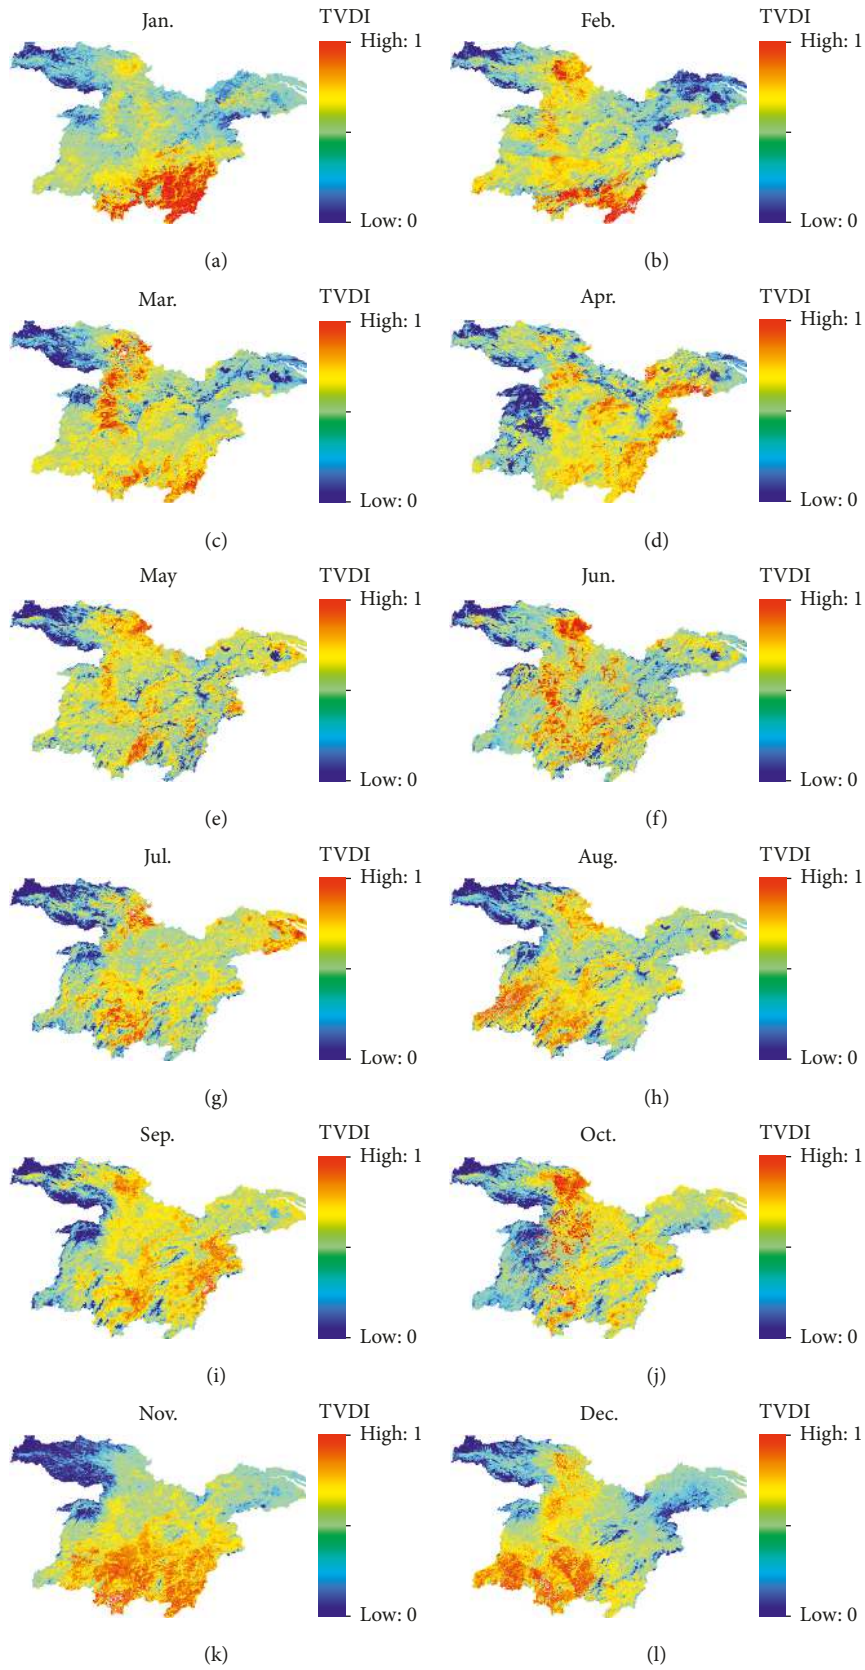 Jan.
TVDI
High: 1
Low: 0
(a)
Feb.
TVDI
High: 1
Low: 0
(b)
Mar.
TVDI
High: 1
Low: 0
(c)
Apr.
TVDI
High: 1
Low: 0
(d)
May
TVDI
High: 1
Low: 0
(e)
Jun.
TVDI
High: 1
Low: 0
(f)
Jul.
TVDI
High: 1
Low: 0
(g)
Aug.
TVDI
High: 1
Low: 0
(h)
Sep.
TVDI
High: 1
Low: 0
(i)
Oct.
TVDI
High: 1
Low: 0
(j)
Nov.
TVDI
High: 1
Low: 0
(k)
Dec.
TVDI
High: 1
Low: 0
(l)